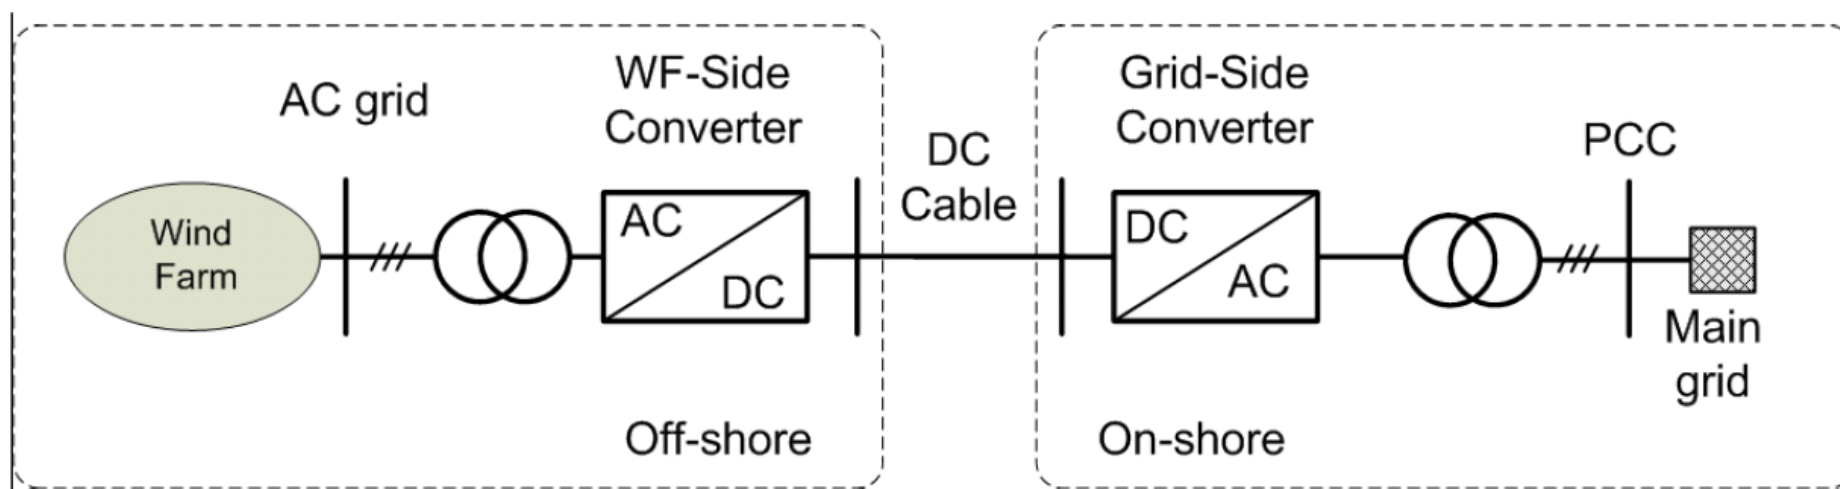 AC grid
WF-Side
Converter
Wind
Farm
AC
DC
Off-shore
DC
Cable
Grid-Side
Converter
DC
AC
PCC
Main
grid
On-shore